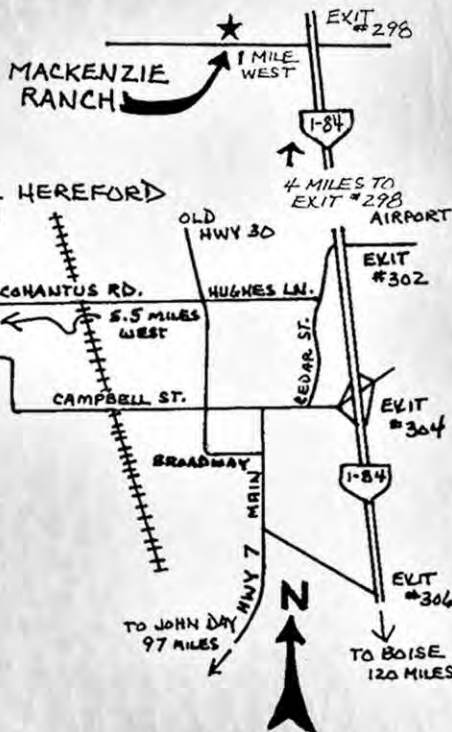 EXIT
#298
1 MILE
WEST
MACKENZIE
RANCH
I-84
4 MILES TO
EXIT #298
HEREFORD
OLD
HWY 30
AIRPORT
EXIT
#302
HUGHES LN.
5.5 MILES
WEST
CEDAR ST.
CAMPBELL ST.
EXIT
#304
BROADWAY
I-84
MAIN
HWY 7
N
EXIT
#306
TO JOHN DAY
97 MILES
TO BOISE
120 MILES